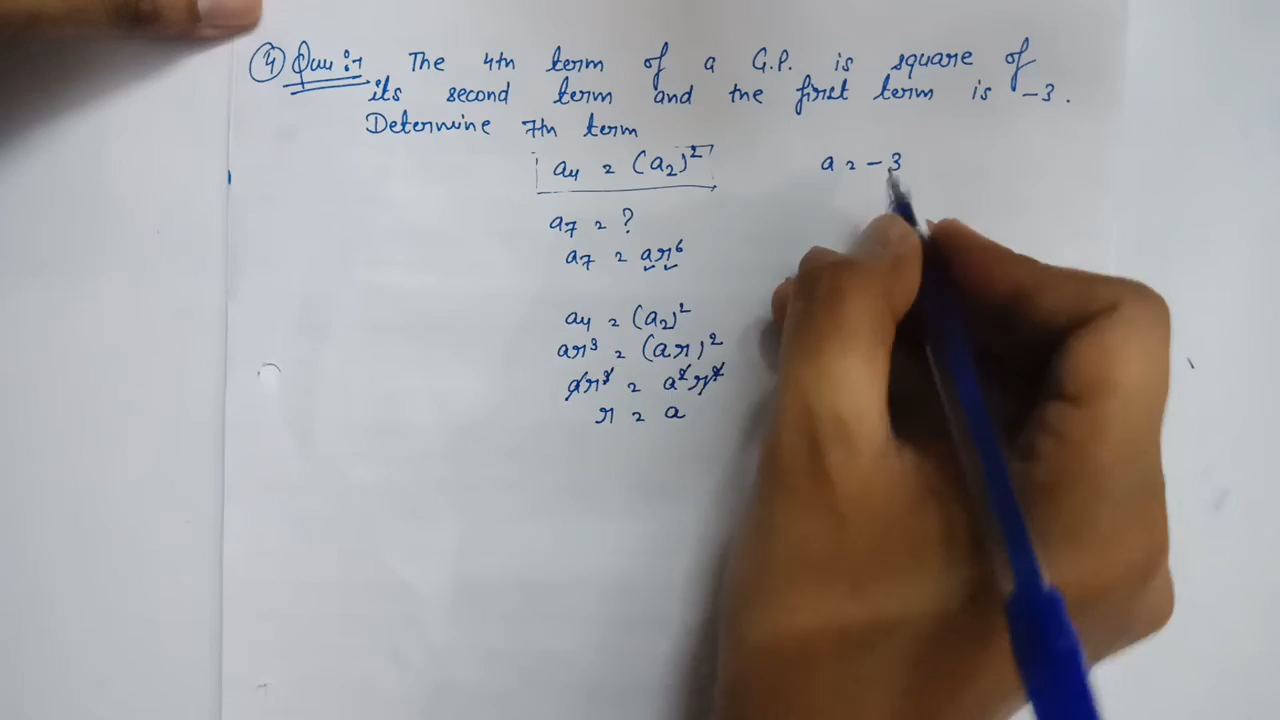 ④ Ques :- The 4th term of a G.P. is square of
its second term and the first term is -3.
Determine 7th term
a₄ = (a₂)²
a = -3
a₇ = ?
a₇ = ar⁶
a₄ = (a₂)²
ar³ = (ar)²
ar³ = a²r²
r = a